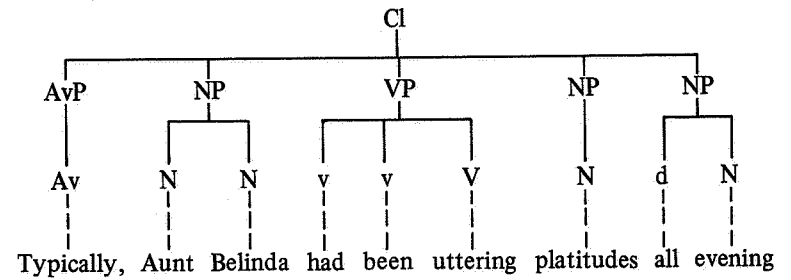 Cl
AvP NP VP NP NP
Av N N v v V N d N
Typically, Aunt Belinda had been uttering platitudes all evening